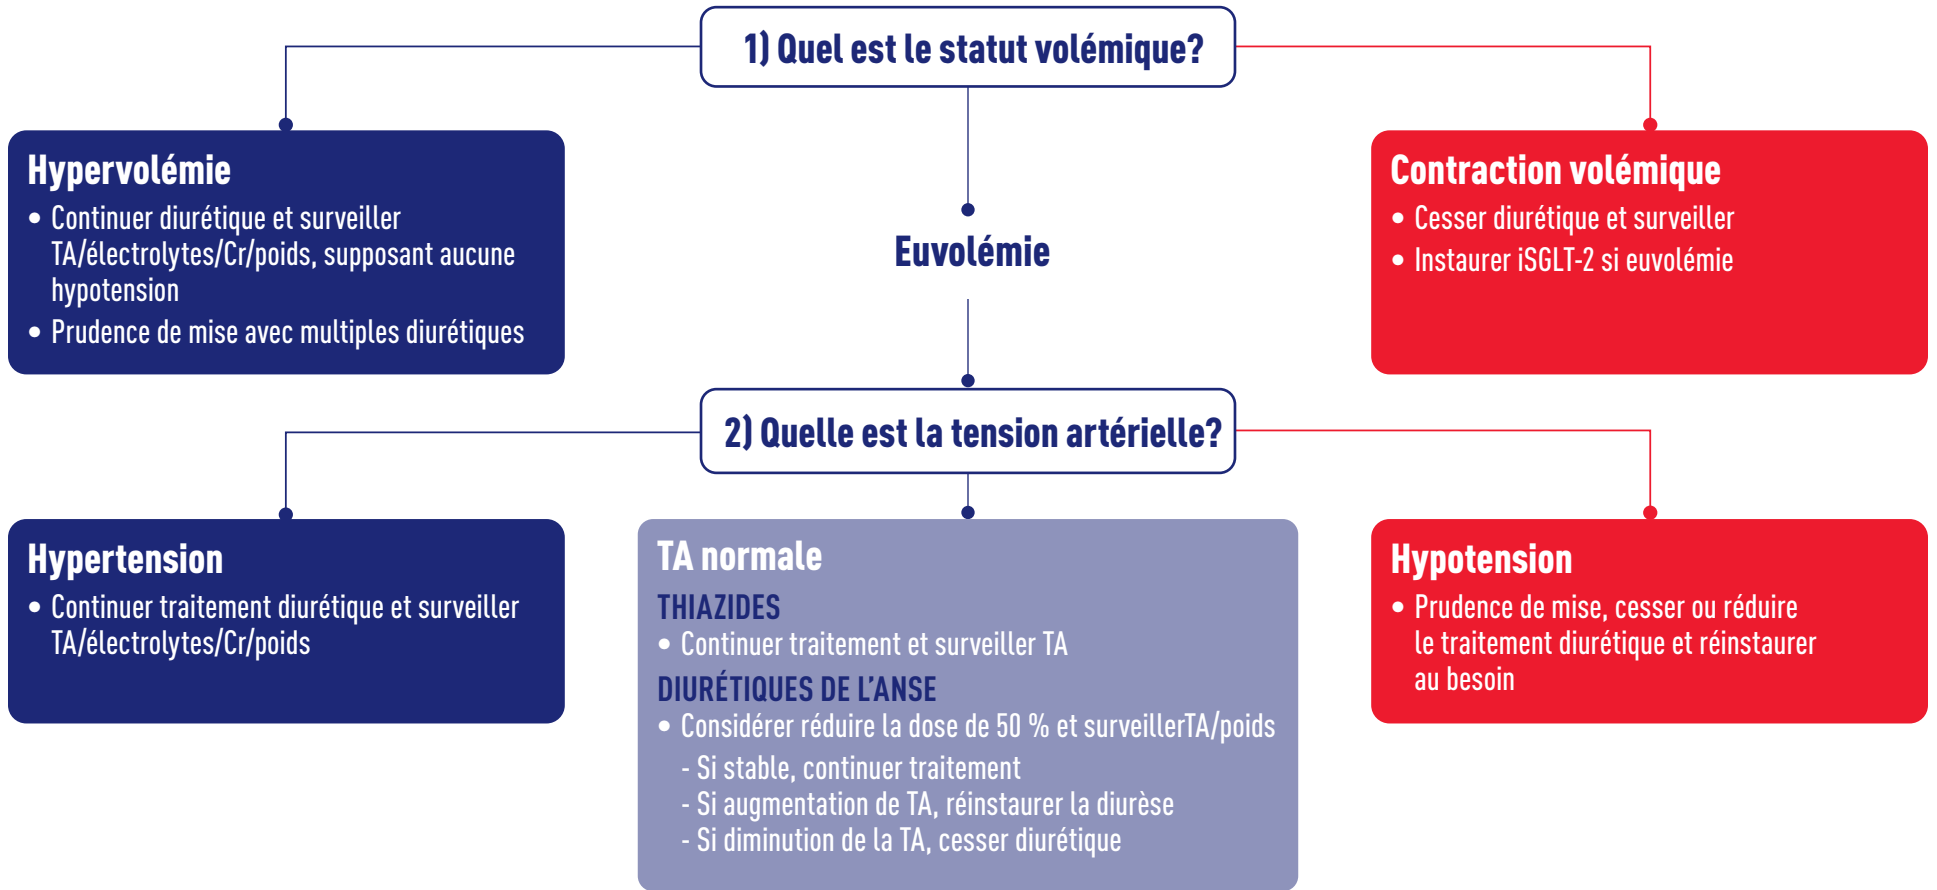 1) Quel est le statut volémique?
Hypervolémie
• Continuer diurétique et surveiller
TA/électrolytes/Cr/poids, supposant aucune
hypotension
• Prudence de mise avec multiples diurétiques
Euvolémie
Contraction volémique
• Cesser diurétique et surveiller
• Instaurer iSGLT-2 si euvolémie
2) Quelle est la tension artérielle?
Hypertension
• Continuer traitement diurétique et surveiller
TA/électrolytes/Cr/poids
TA normale
THIAZIDES
• Continuer traitement et surveiller TA
DIURÉTIQUES DE L'ANSE
• Considérer réduire la dose de 50 % et surveillerTA/poids
- Si stable, continuer traitement
- Si augmentation de TA, réinstaurer la diurèse
- Si diminution de la TA, cesser diurétique
Hypotension
• Prudence de mise, cesser ou réduire
le traitement diurétique et réinstaurer
au besoin